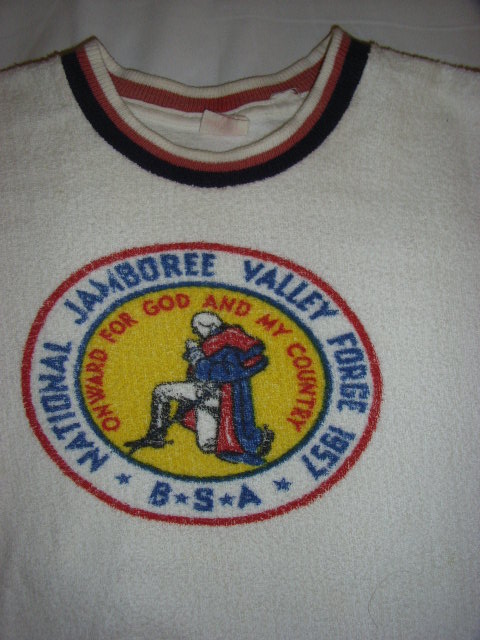 NATIONAL JAMBOREE VALLEY FORGE 1957
ONWARD FOR GOD AND MY COUNTRY
B★S★A